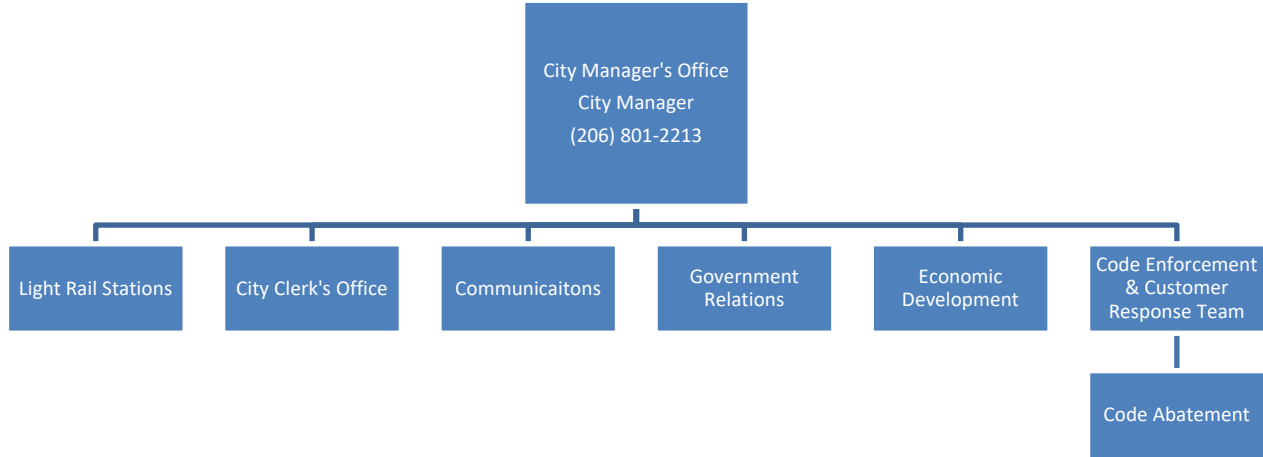 City Manager's Office
City Manager
(206) 801-2213
Light Rail Stations
City Clerk's Office
Communicaitons
Government
Relations
Economic
Development
Code Enforcement
& Customer
Response Team
Code Abatement